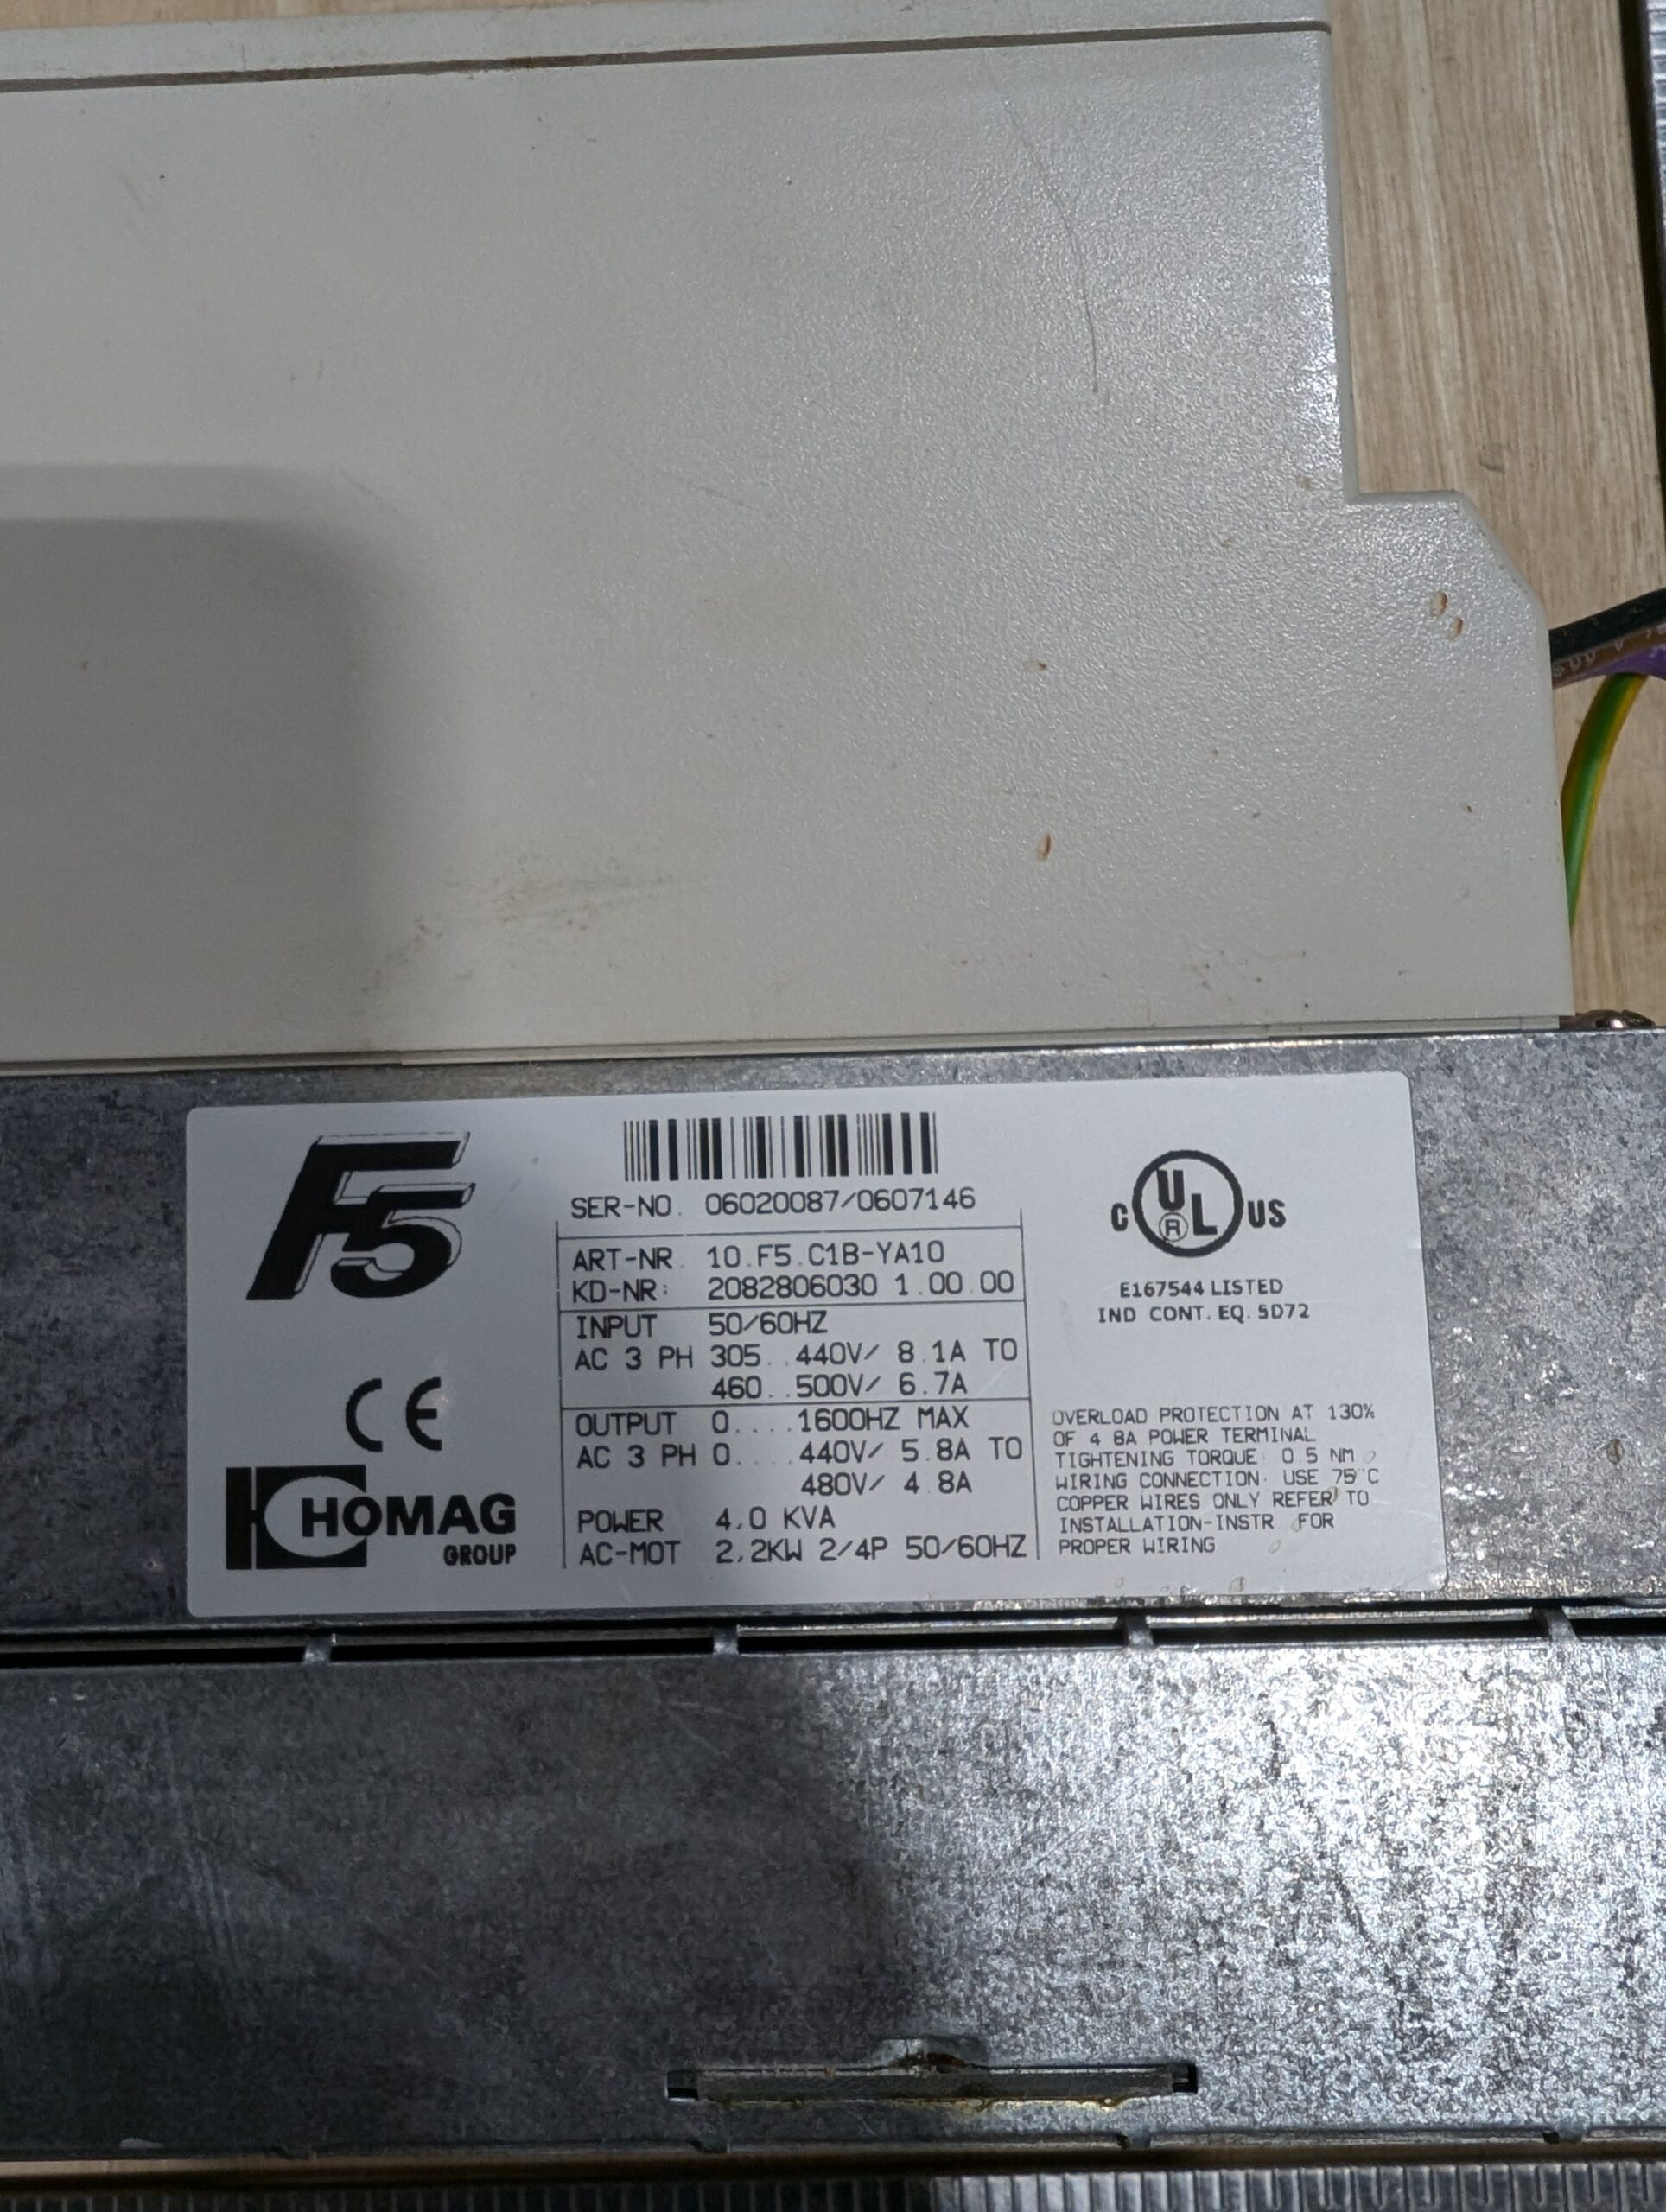 F5
SER-NO. 06020087/0607146
ART-NR. 10.F5.C1B-YA10
KD-NR: 2082806030 1.00.00
INPUT 50/60HZ
AC 3 PH 305..440V/ 8.1A TO
460..500V/ 6.7A
OUTPUT 0....1600HZ MAX
AC 3 PH 0....440V/ 5.8A TO
480V/ 4.8A
POWER 4,0 KVA
AC-MOT 2,2KW 2/4P 50/60HZ
CE
HOMAG
GROUP
C UL® US
E167544 LISTED
IND CONT. EQ. 5D72
OVERLOAD PROTECTION AT 130%
OF 4.8A POWER TERMINAL
TIGHTENING TORQUE: 0.5 NM
WIRING CONNECTION: USE 75°C
COPPER WIRES ONLY REFER TO
INSTALLATION-INSTR. FOR
PROPER WIRING